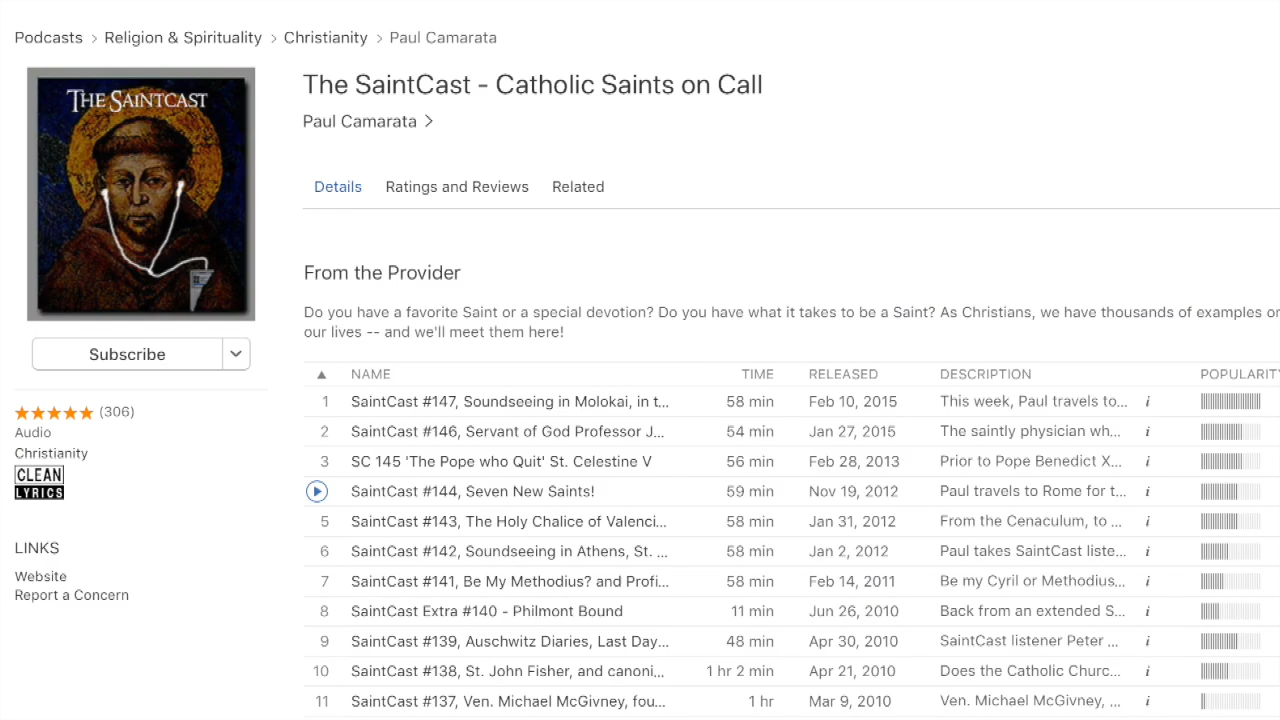 Podcasts > Religion & Spirituality > Christianity > Paul Camarata
THE SAINTCAST
The SaintCast - Catholic Saints on Call
Paul Camarata >
Details Ratings and Reviews Related
From the Provider
Do you have a favorite Saint or a special devotion? Do you have what it takes to be a Saint? As Christians, we have thousands of examples
our lives -- and we'll meet them here!
Subscribe
(306)
Audio
Christianity
CLEAN
LYRICS
LINKS
Website
Report a Concern
▲ NAME TIME RELEASED DESCRIPTION POPULARITY
1 SaintCast #147, Soundseeing in Molokai, in t... 58 min Feb 10, 2015 This week, Paul travels to... i
2 SaintCast #146, Servant of God Professor J... 54 min Jan 27, 2015 The saintly physician wh... i
3 SC 145 'The Pope who Quit' St. Celestine V 56 min Feb 28, 2013 Prior to Pope Benedict X... i
SaintCast #144, Seven New Saints! 59 min Nov 19, 2012 Paul travels to Rome for t... i
5 SaintCast #143, The Holy Chalice of Valenci... 58 min Jan 31, 2012 From the Cenaculum, to ... i
6 SaintCast #142, Soundseeing in Athens, St. ... 58 min Jan 2, 2012 Paul takes SaintCast liste... i
7 SaintCast #141, Be My Methodius? and Profi... 58 min Feb 14, 2011 Be my Cyril or Methodius,... i
8 SaintCast Extra #140 - Philmont Bound 11 min Jun 26, 2010 Back from an extended S... i
9 SaintCast #139, Auschwitz Diaries, Last Day... 48 min Apr 30, 2010 SaintCast listener Peter ... i
10 SaintCast #138, St. John Fisher, and canoni... 1 hr 2 min Apr 21, 2010 Does the Catholic Churc... i
11 SaintCast #137, Ven. Michael McGivney, fou... 1 hr Mar 9, 2010 Ven. Michael McGivney, ... i